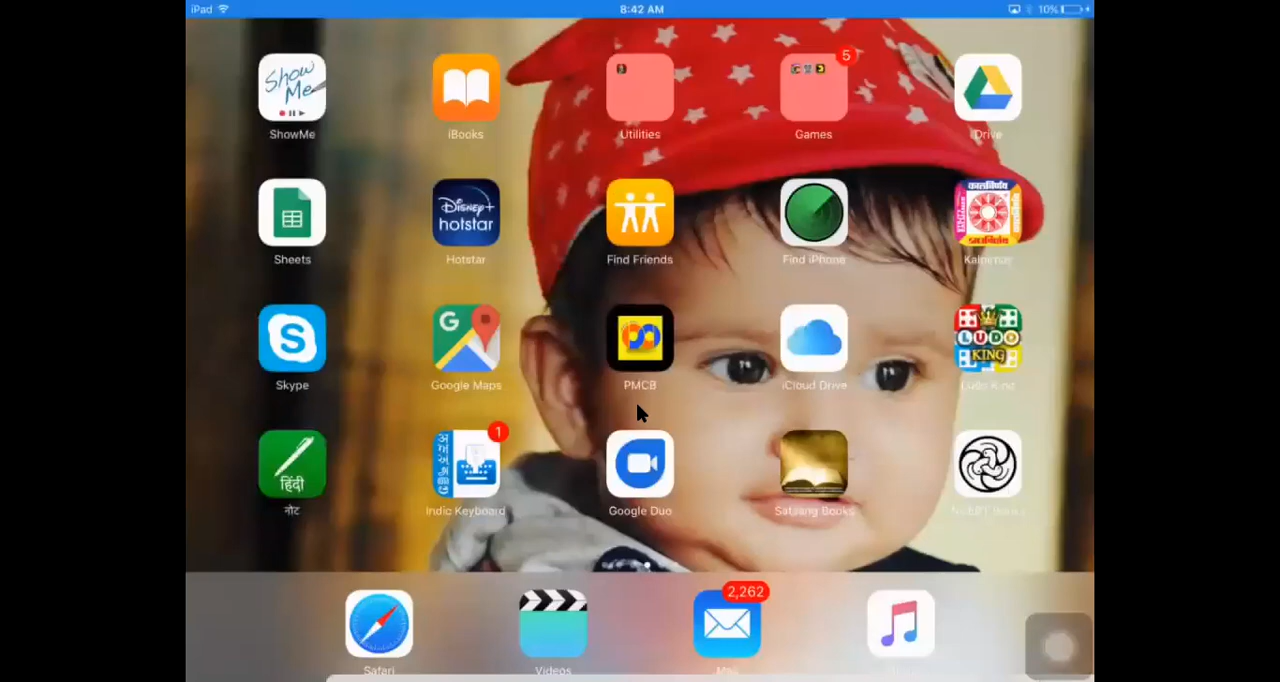 iPad
8:42 AM
10%
Show
Me
5
ShowMe
iBooks
Utilities
Games
Drive
Disney+
hotstar
Sheets
Hotstar
Find Friends
Find iPhone
Kalnirnay
S
G
LUDO
KING
Skype
Google Maps
PMCB
iCloud Drive
Ludo King
हिंदी
1
नोट
Indic Keyboard
Google Duo
Satsang Books
2,262
Safari
Videos
Mail